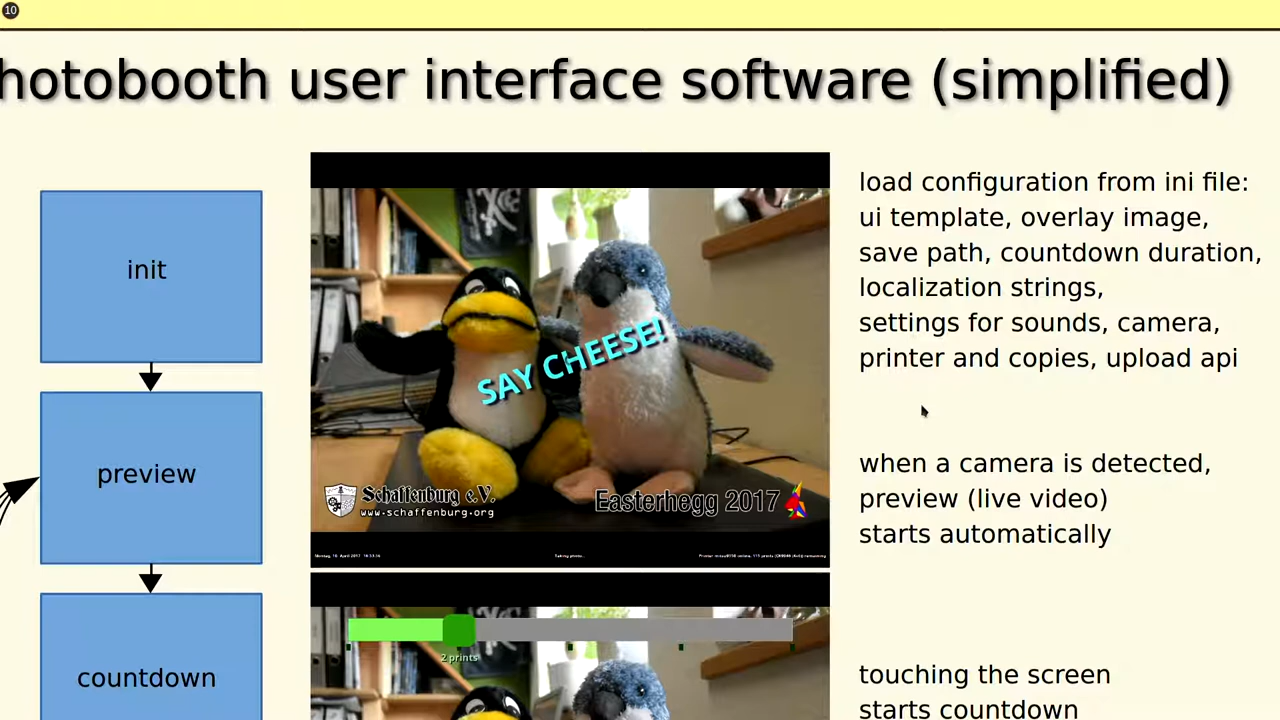 10
hotobooth user interface software (simplified)
init
preview
countdown
SAY CHEESE!
Schaffenburg e.V.
www.schaffenburg.org
Easterhegg 2017
2 prints
load configuration from ini file:
ui template, overlay image,
save path, countdown duration,
localization strings,
settings for sounds, camera,
printer and copies, upload api
when a camera is detected,
preview (live video)
starts automatically
touching the screen
starts countdown